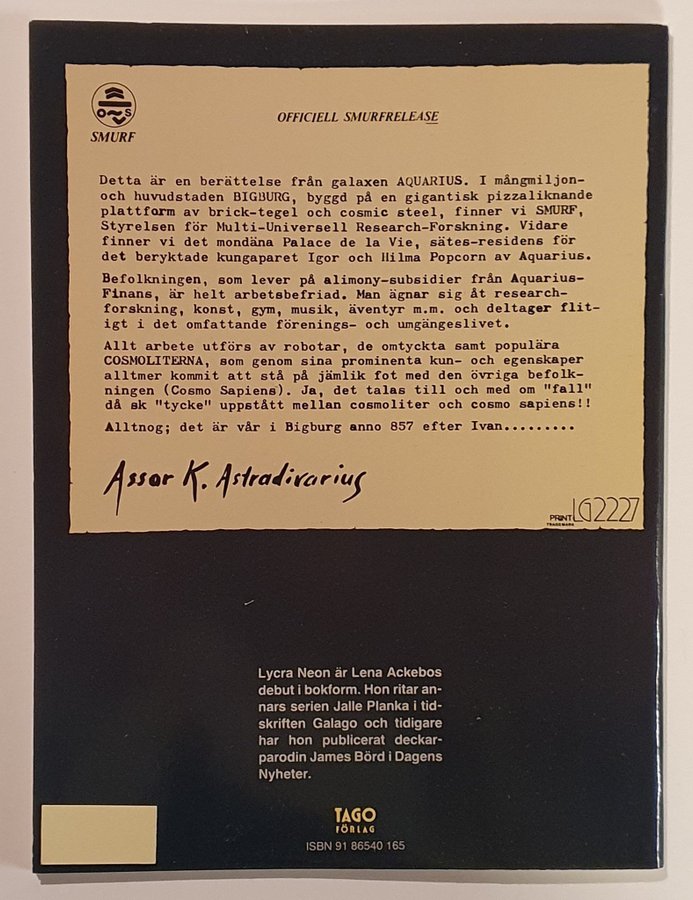 O S
SMURF
OFFICIELL SMURFRELEASE
Detta är en berättelse från galaxen AQUARIUS. I mångmiljon-
och huvudstaden BIGBURG, byggd på en gigantisk pizzaliknande
plattform av brick-tegel och cosmic steel, finner vi SMURF,
Styrelsen för Multi-Universell Research-Forskning. Vidare
finner vi det mondäna Palace de la Vie, sätes-residens för
det beryktade kungaparet Igor och Hilma Popcorn av Aquarius.
Befolkningen, som lever på alimony-subsidier från Aquarius-
Finans, är helt arbetsbefriad. Man ägnar sig åt research-
forskning, konst, gym, musik, äventyr m.m. och deltager flit-
igt i det omfattande förenings- och umgängeslivet.
Allt arbete utförs av robotar, de omtyckta samt populära
COSMOLITERNA, som genom sina prominenta kun- och egenskaper
alltmer kommit att stå på jämlik fot med den övriga befolk-
ningen (Cosmo Sapiens). Ja, det talas till och med om "fall"
då sk "tycke" uppstått mellan cosmoliter och cosmo sapiens!!
Alltnog; det är vår i Bigburg anno 857 efter Ivan.........
Assar K. Astradivarius
PRINT LG2227
TRADEMARK
Lycra Neon är Lena Ackebos
debut i bokform. Hon ritar an-
nars serien Jalle Planka i tid-
skriften Galago och tidigare
har hon publicerat deckar-
parodin James Börd i Dagens
Nyheter.
TAGO
FÖRLAG
ISBN 91 86540 165